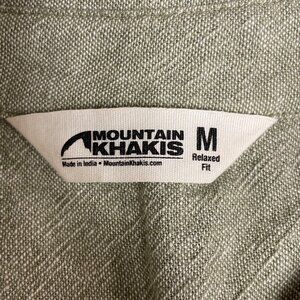 MOUNTAIN
KHAKIS
Made in India • MountainKhakis.com
M
Relaxed
Fit